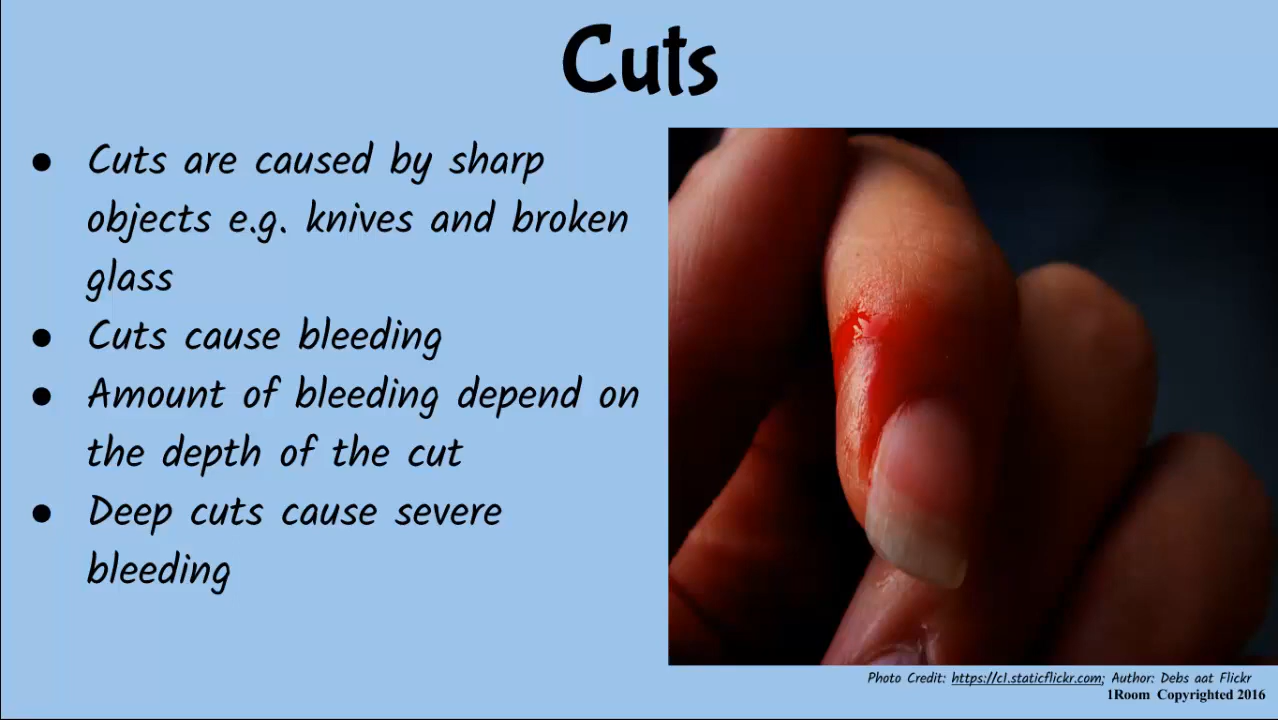 Cuts
● Cuts are caused by sharp
objects e.g. knives and broken
glass
● Cuts cause bleeding
● Amount of bleeding depend on
the depth of the cut
● Deep cuts cause severe
bleeding
Photo Credit: https://c1.staticflickr.com; Author: Debs aat Flickr
1Room Copyrighted 2016